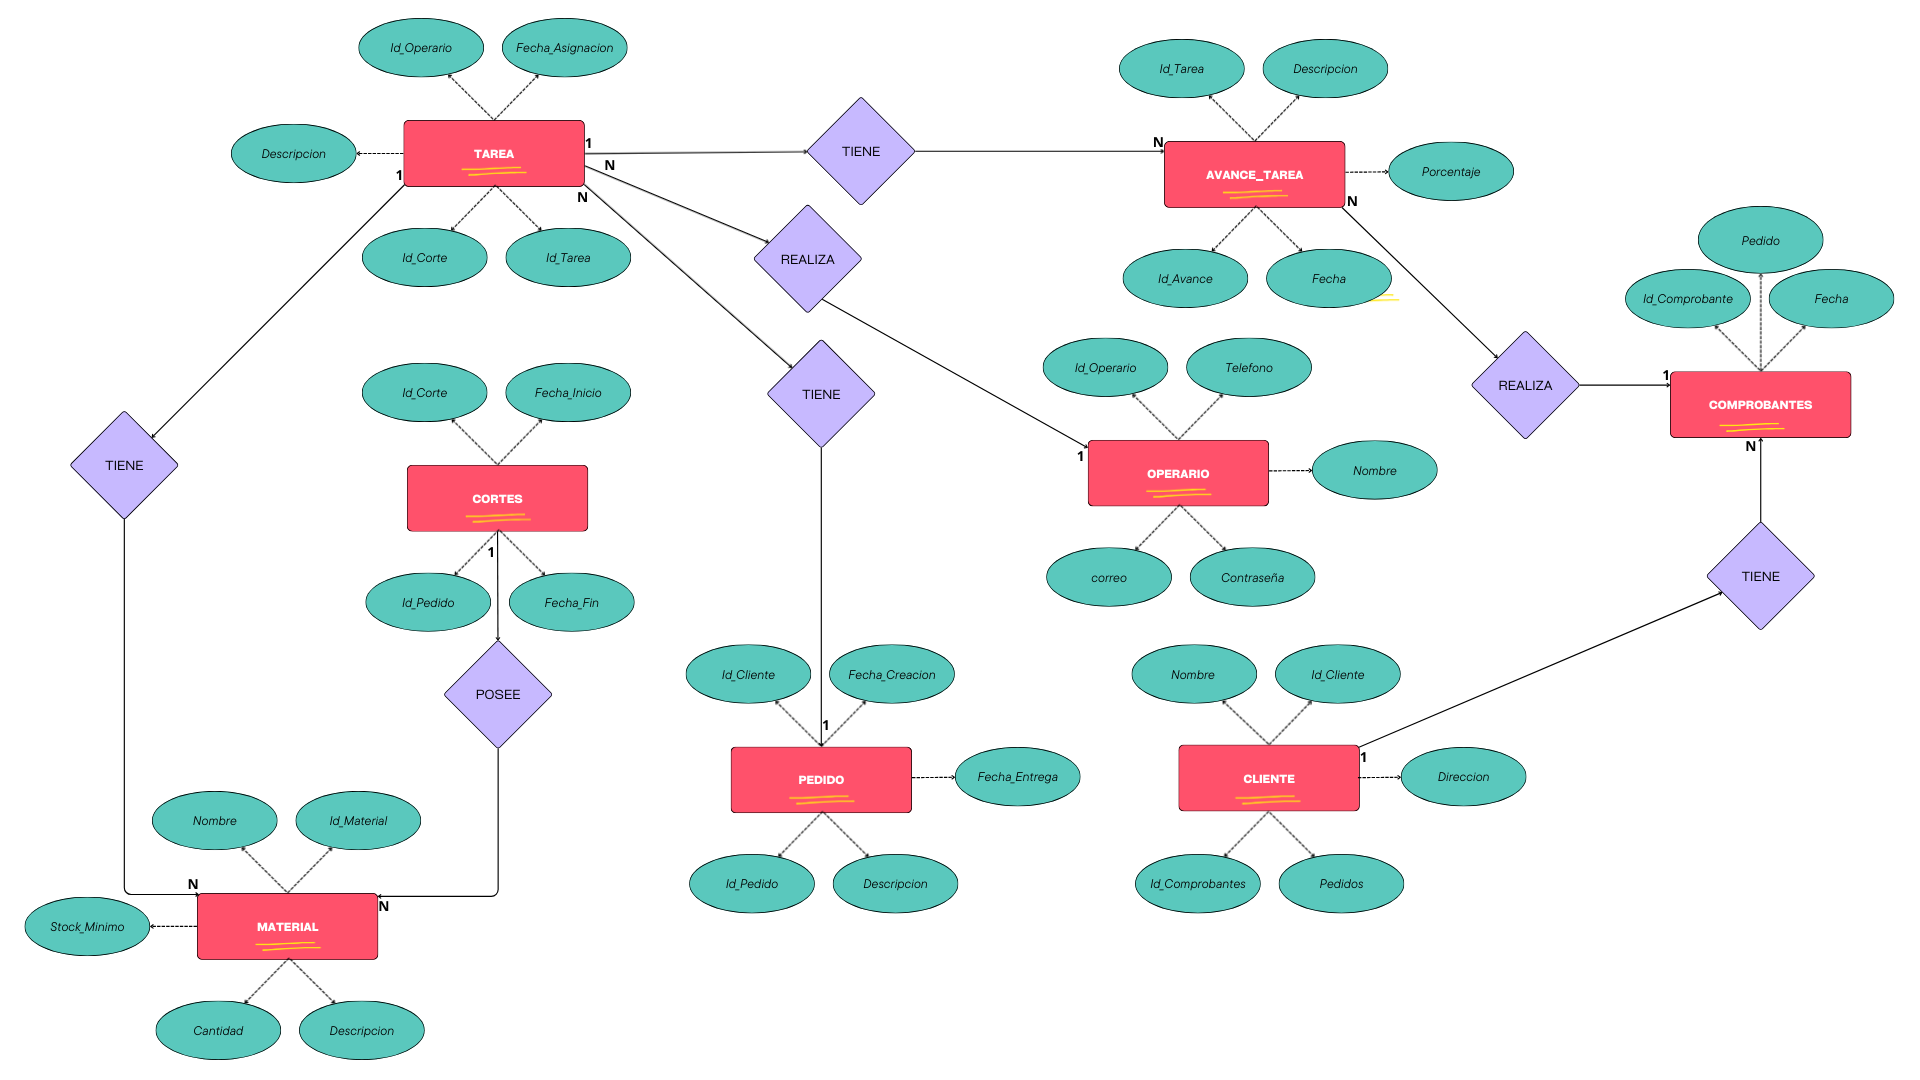 Id_Operario
Fecha_Asignacion
Descripcion
TAREA
1
N
N
1
Id_Corte
Id_Tarea
TIENE
Id_Tarea
Descripcion
N
AVANCE_TAREA
Porcentaje
N
Id_Avance
Fecha
REALIZA
TIENE
Pedido
Id_Comprobante
Fecha
REALIZA
1
COMPROBANTES
N
Id_Operario
Telefono
1
OPERARIO
Nombre
correo
Contraseña
TIENE
Id_Corte
Fecha_Inicio
CORTES
1
Id_Pedido
Fecha_Fin
POSEE
TIENE
Id_Cliente
Fecha_Creacion
1
PEDIDO
Fecha_Entrega
Id_Pedido
Descripcion
Nombre
Id_Cliente
1
CLIENTE
Direccion
Id_Comprobantes
Pedidos
Nombre
Id_Material
N
N
Stock_Minimo
MATERIAL
Cantidad
Descripcion